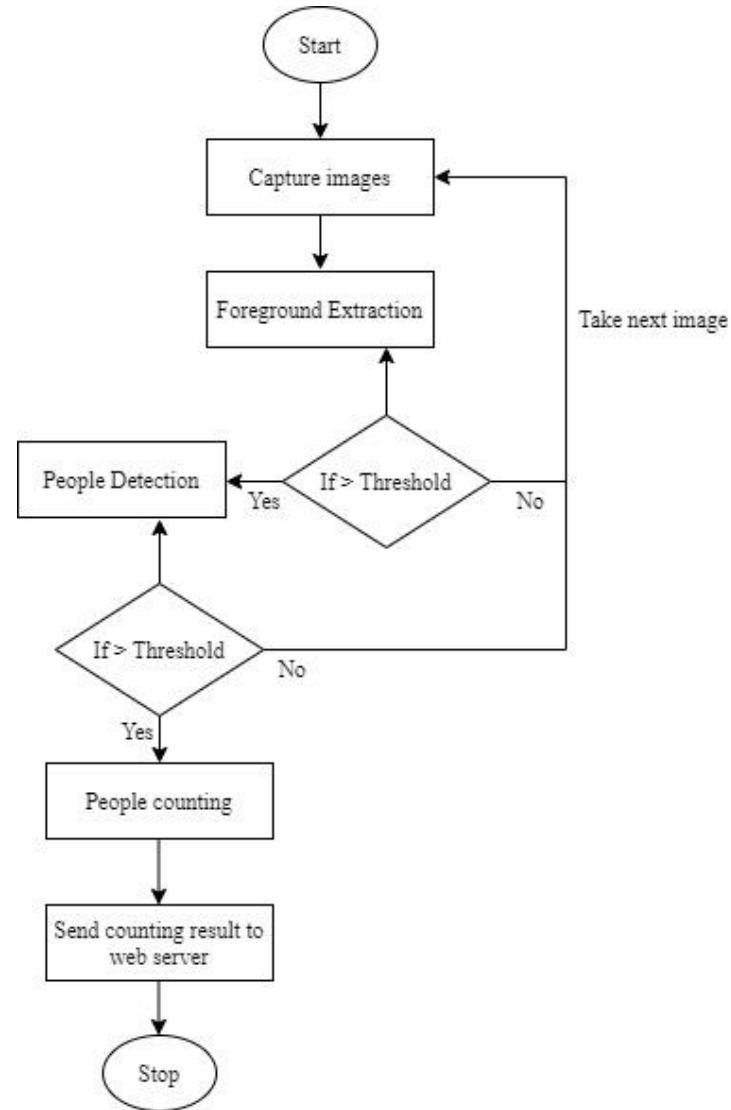 Start
Capture images
Foreground Extraction
Take next image
If > Threshold
Yes
No
People Detection
If > Threshold
No
Yes
People counting
Send counting result to
web server
Stop